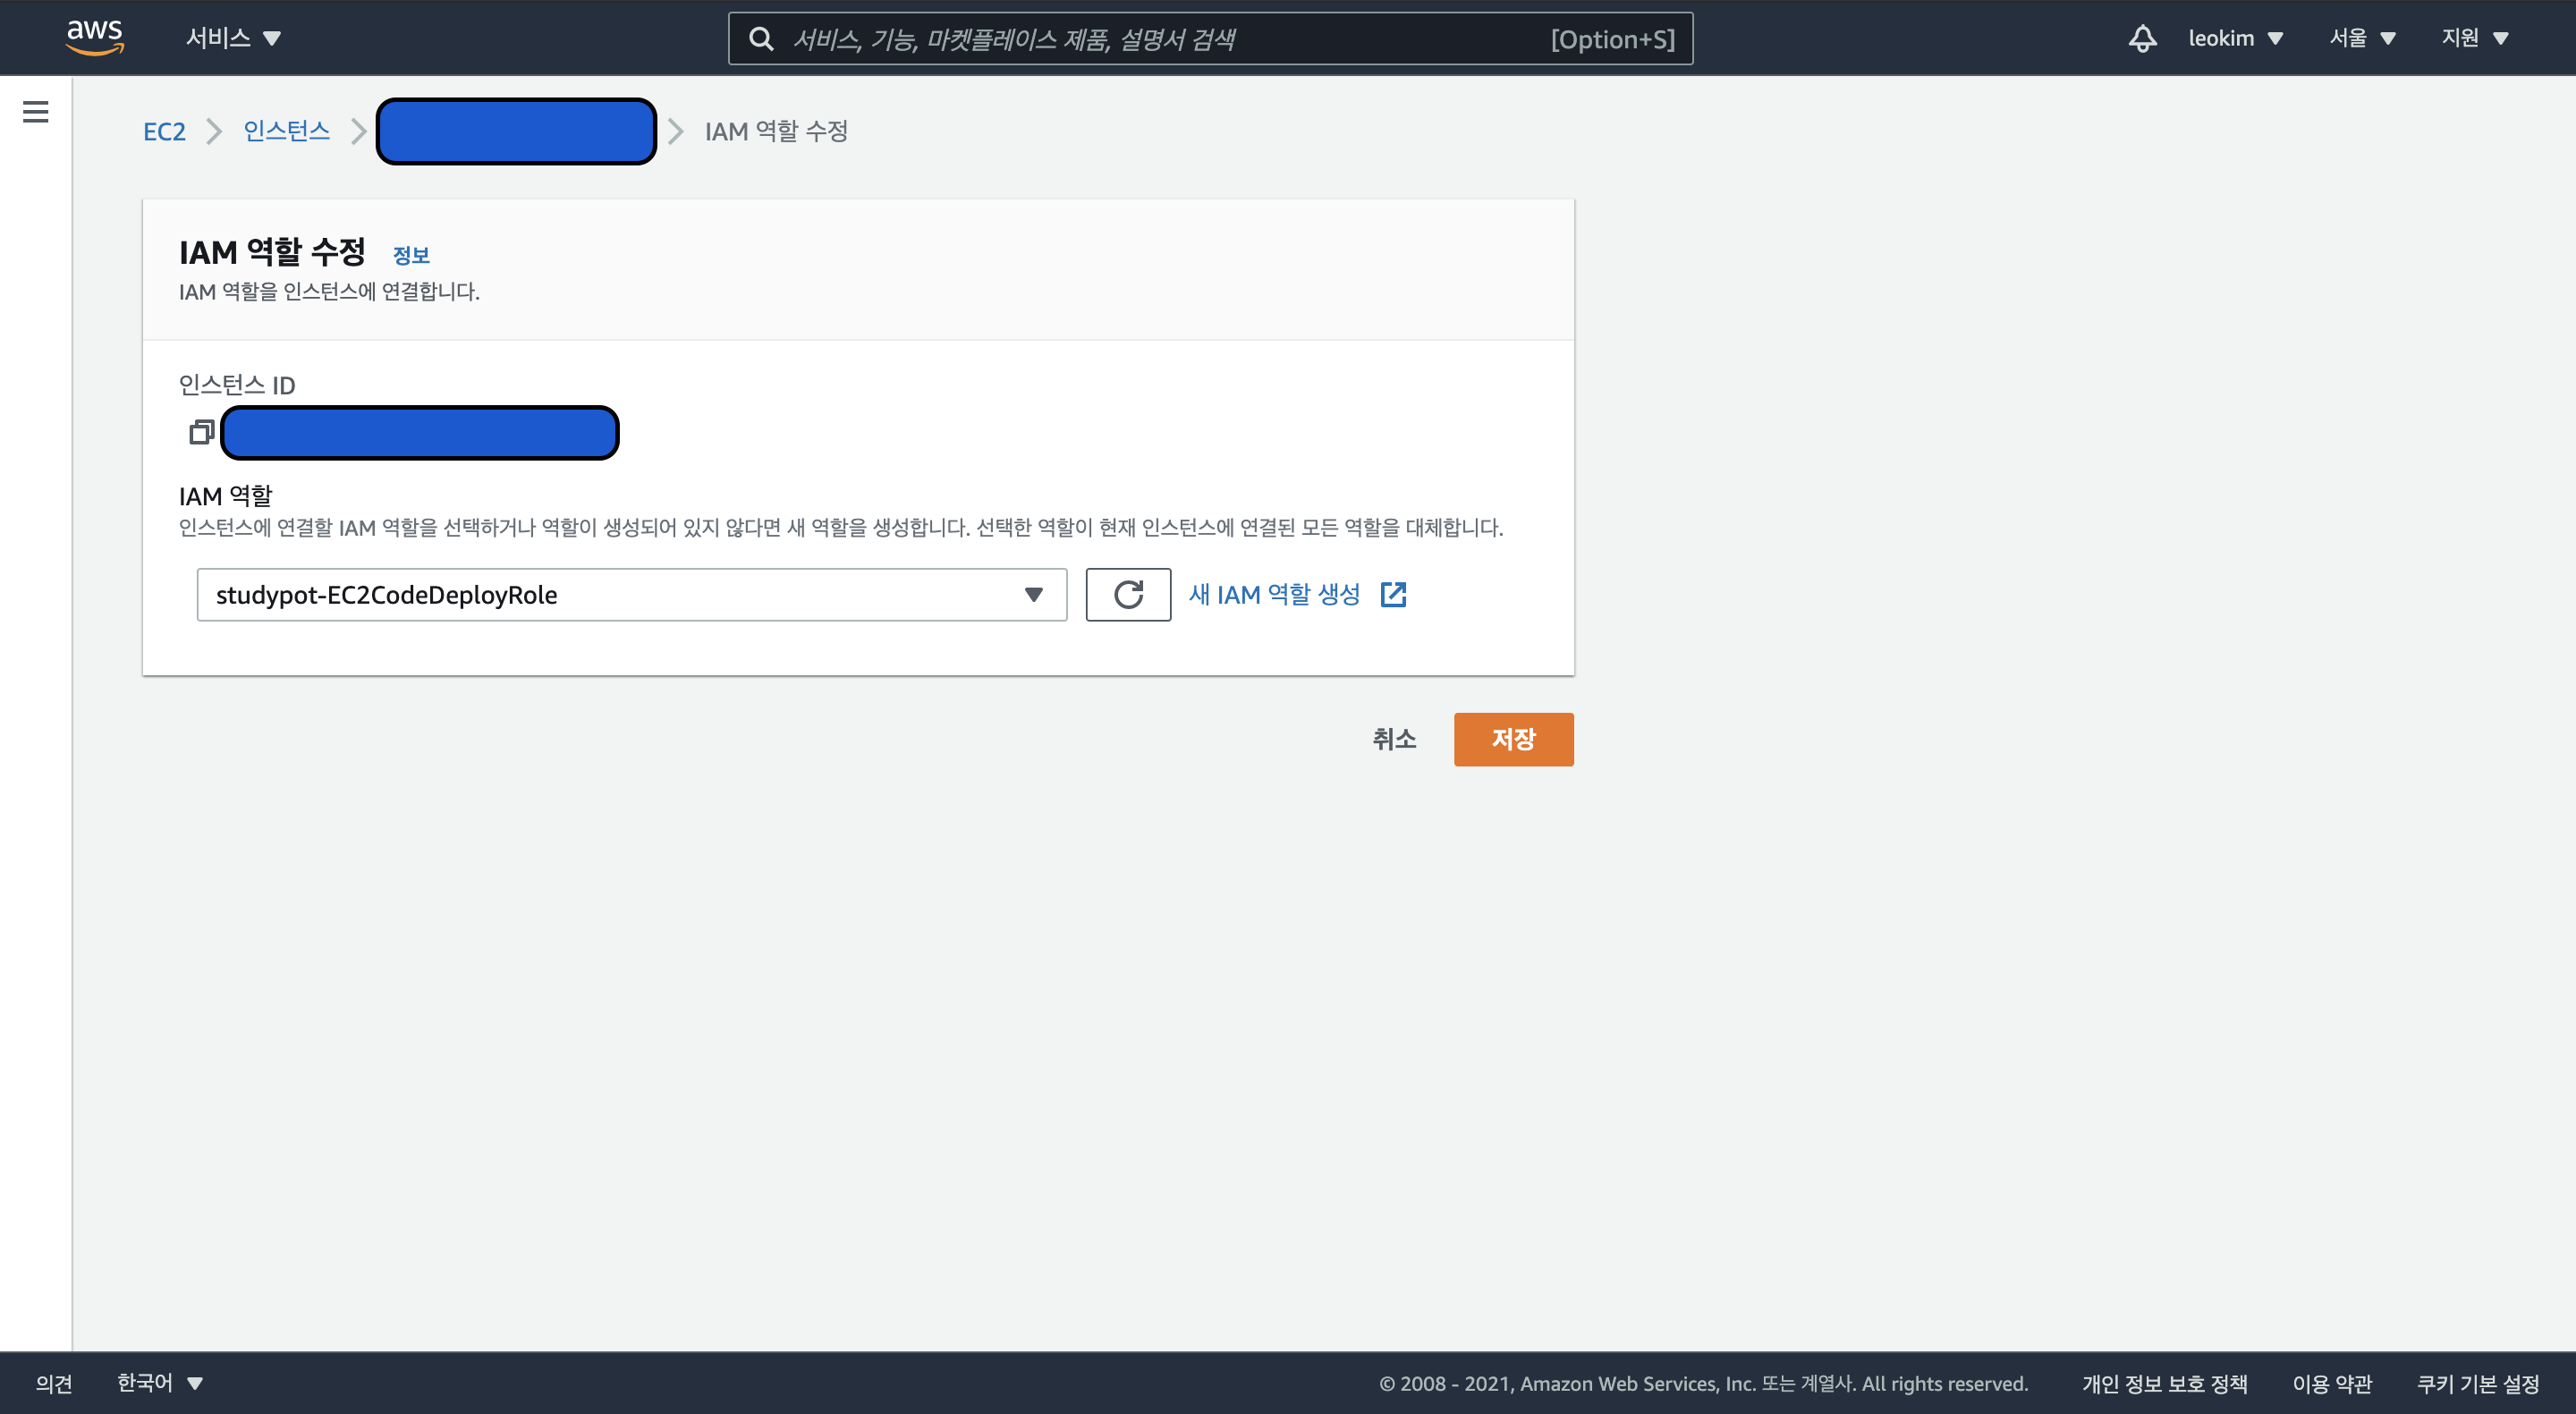 aws 서비스 서비스, 기능, 마켓플레이스 제품, 설명서 검색 [Option+S] leokim 서울 지원
EC2 인스턴스 IAM 역할 수정
IAM 역할 수정 정보
IAM 역할을 인스턴스에 연결합니다.
인스턴스 ID
IAM 역할
인스턴스에 연결할 IAM 역할을 선택하거나 역할이 생성되어 있지 않다면 새 역할을 생성합니다. 선택한 역할이 현재 인스턴스에 연결된 모든 역할을 대체합니다.
studypot-EC2CodeDeployRole 새 IAM 역할 생성
취소 저장
의견 한국어 © 2008 - 2021, Amazon Web Services, Inc. 또는 계열사. All rights reserved. 개인 정보 보호 정책 이용 약관 쿠키 기본 설정